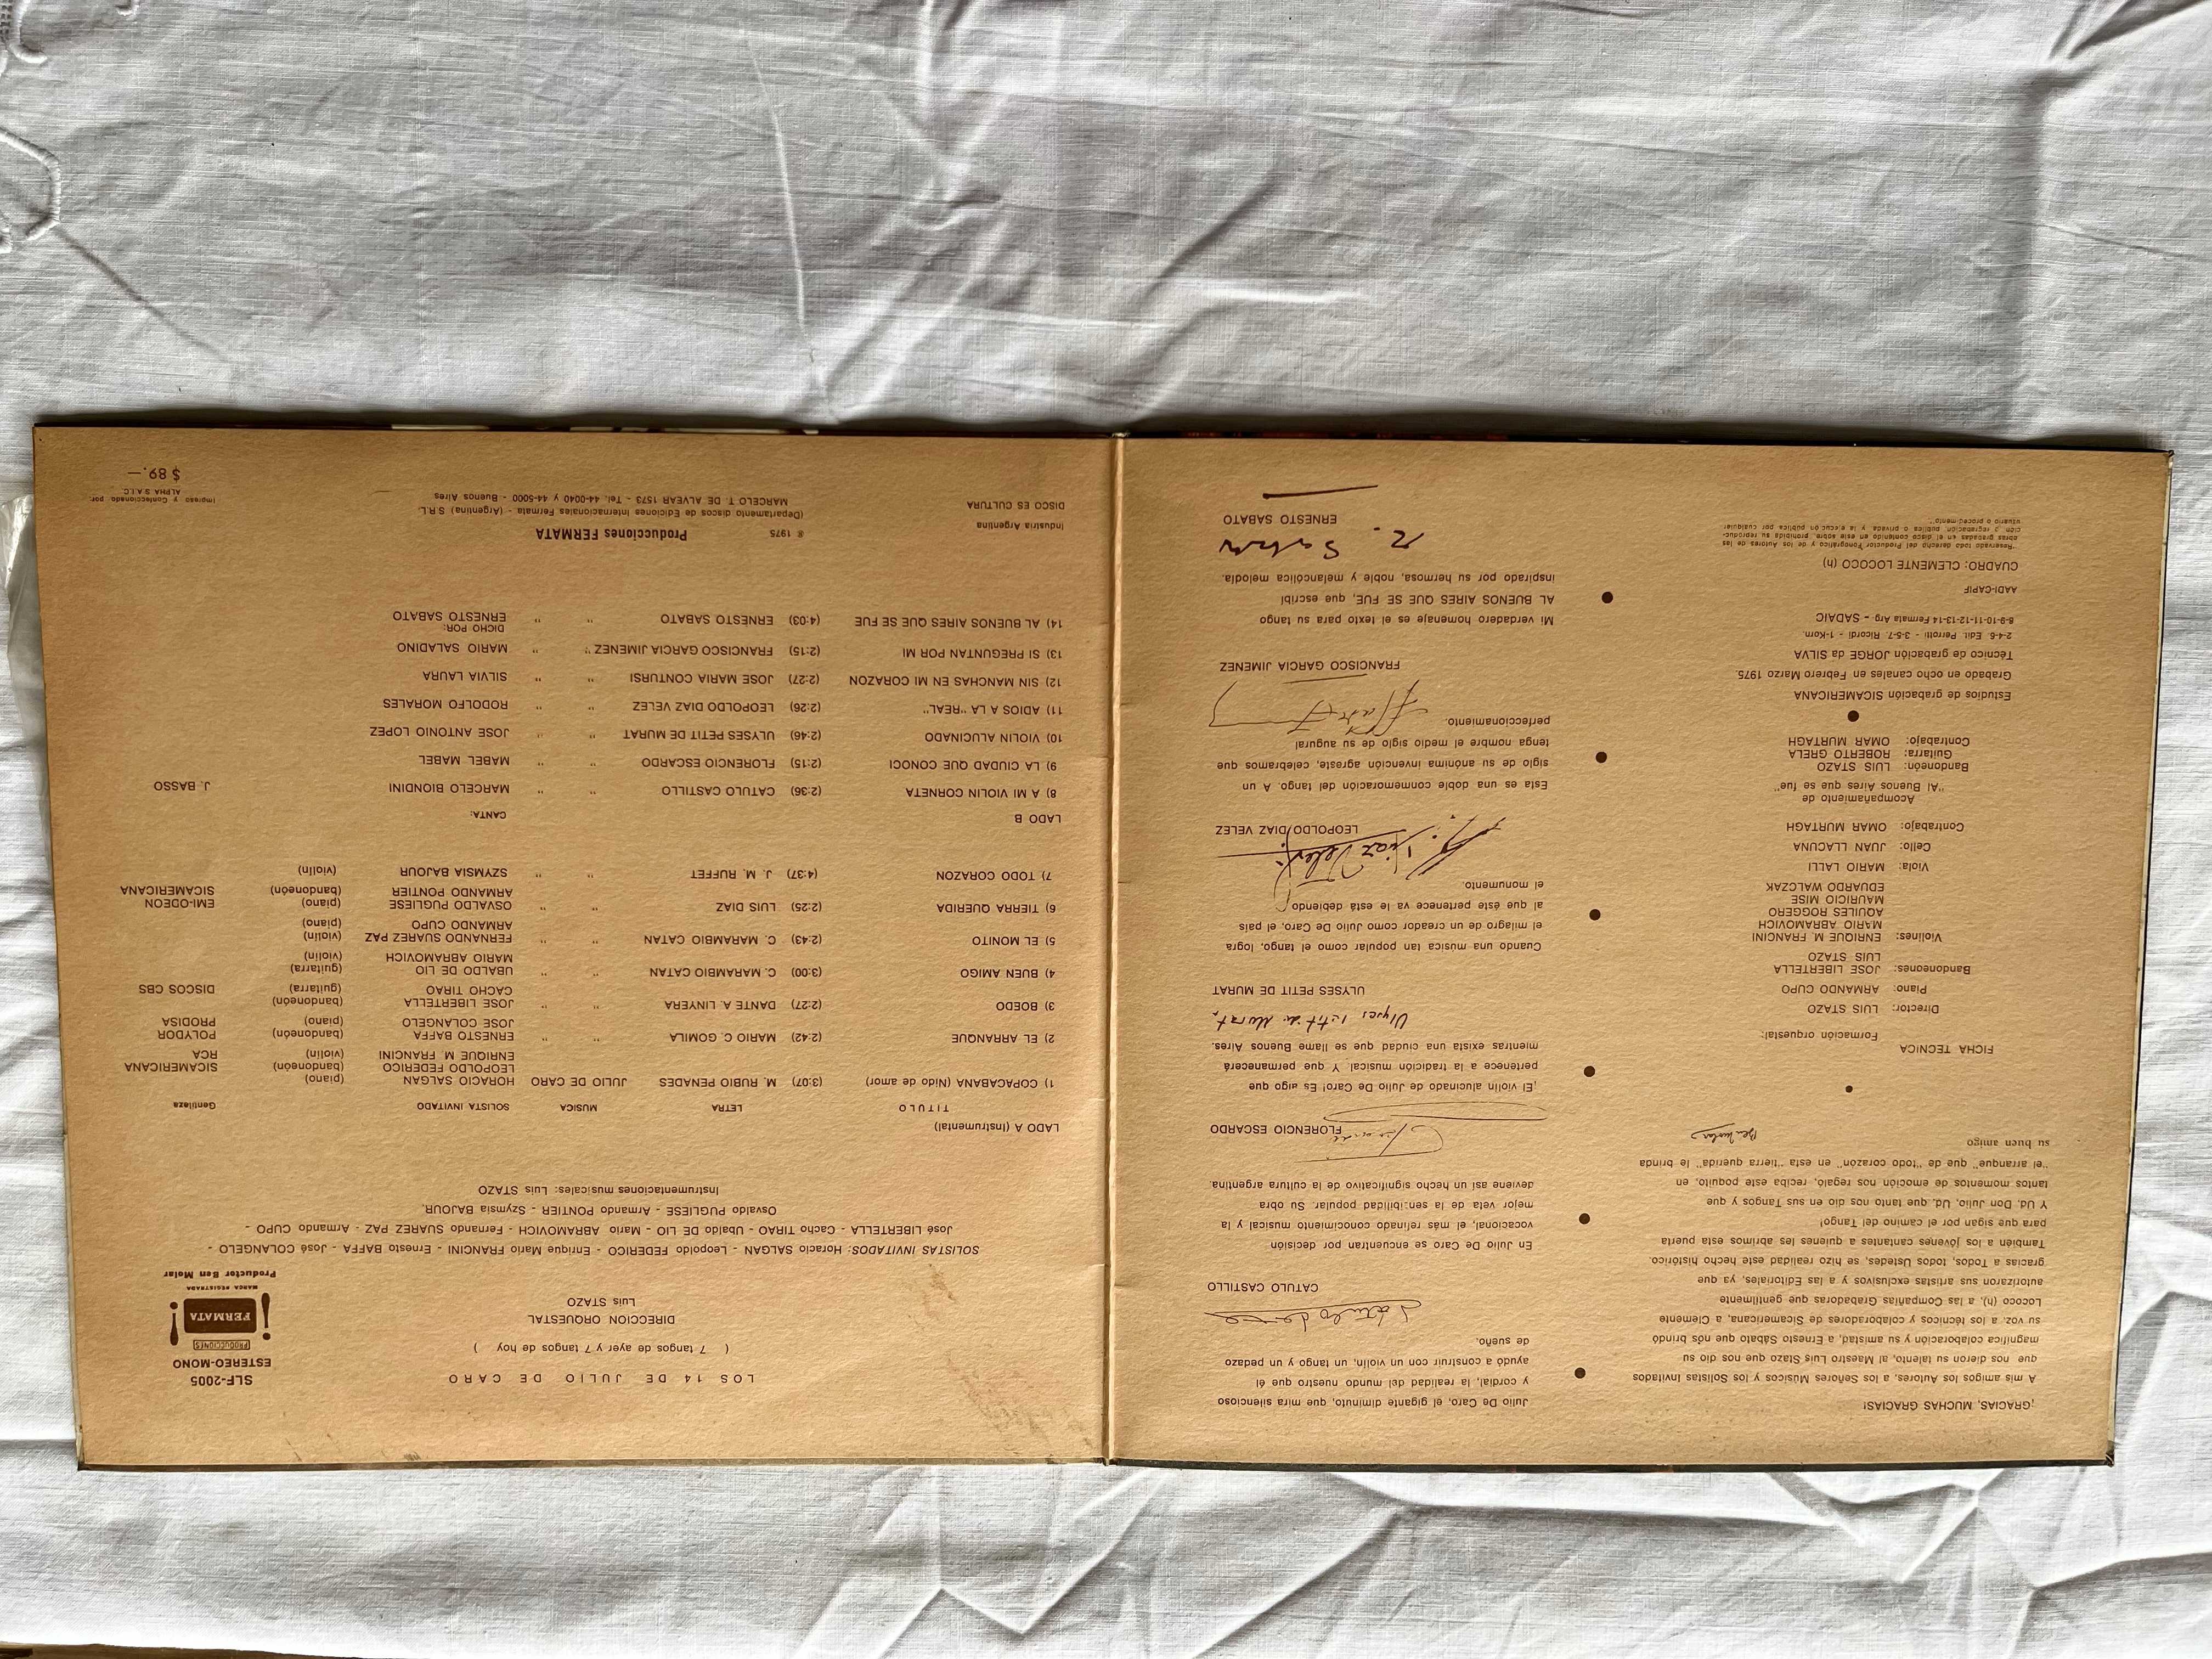 ¡GRACIAS, MUCHAS GRACIAS!
A mis amigos los Autores, a los Señores Músicos y los Solistas Invitados
que nos dieron su talento, al Maestro Luis Stazo que nos dio su
magnífica colaboración y su amistad, a Ernesto Sábato que nos brindó
su voz. a los técnicos y colaboradores de Sicamericana, a Clemente
Lococo (h). a las Compañías Grabadoras que gentilmente
autorizaron sus artistas exclusivos y a las Editoriales, ya que
gracias a Todos, todos Ustedes, se hizo realidad este hecho histórico.
También a los jóvenes cantantes a quienes les abrimos esta puerta
para que sigan por el camino del Tango!
Y Ud. Don Julio, Ud. que tanto nos dio en sus Tangos y que
tantos momentos de emoción nos regaló, reciba este poquito, en
"el arranque" que de "todo corazón" en esta "tierra querida" le brinda
su buen amigo
Ben Molar
FICHA TECNICA
Formación orquestal:
Director: LUIS STAZO
Piano: ARMANDO CUPO
Bandoneones: JOSE LIBERTELLA
LUIS STAZO
Violines: ENRIQUE M. FRANCINI
MARIO ABRAMOVICH
AQUILES ROGGERO
MAURICIO MISE
EDUARDO WALCZAK
Viola: MARIO LALLI
Cello: JUAN LLACUNA
Contrabajo: OMAR MURTAGH
Acompañamiento de
"Al Buenos Aires que se fue"
Bandoneón: LUIS STAZO
Guitarra: ROBERTO GRELA
Contrabajo: OMAR MURTAGH
Estudios de grabación SICAMERICANA
Grabado en ocho canales en Febrero Marzo 1975.
Técnico de grabación JORGE da SILVA
2-4-6. Edit. Perrotti - 3-5-7. Ricordi - 1-Korn.
8-9-10-11-12-13-14 Fermata Arg - SADAIC
AADI-CAPIF
CUADRO: CLEMENTE LOCOCO (h)
"Reservado todo derecho del Productor Fonográfico y de los Autores de las
obras grabadas en el disco contenido en este sobre, prohibida su reproduc-
ción o regrabación, pública o privada y la ejecución pública por cualquier
usuario o procedimiento"
Julio De Caro, el gigante diminuto, que mira silencioso
y cordial, la realidad del mundo nuestro que él
ayudó a construir con un violín, un tango y un pedazo
de sueño.
CATULO CASTILLO
En Julio De Caro se encuentran por decisión
vocacional, el más refinado conocimiento musical y la
mejor veta de la sensibilidad popular. Su obra
deviene así un hecho significativo de la cultura argentina.
FLORENCIO ESCARDO
¡El violín alucinado de Julio De Caro! Es algo que
pertenece a la tradición musical. Y que permanecerá
mientras exista una ciudad que se llame Buenos Aires.
Ulyses Petit de Murat
ULYSES PETIT DE MURAT
Cuando una música tan popular como el tango, logra
el milagro de un creador como Julio De Caro, el país
al que éste pertenece ya le está debiendo
el monumento.
L. Díaz Vélez
LEOPOLDO DIAZ VELEZ
Esta es una doble conmemoración del tango. A un
siglo de su anónima invención agreste, celebramos que
tenga nombre el medio siglo de su augural
perfeccionamiento.
FRANCISCO GARCIA JIMENEZ
Mi verdadero homenaje es el texto para su tango
AL BUENOS AIRES QUE SE FUE, que escribí
inspirado por su hermosa, noble y melancólica melodía.
E. Sabato
ERNESTO SABATO
SLF-2005
ESTEREO-MONO
PRODUCCIONES
FERMATA
MARCA REGISTRADA
Productor Ben Molar
LOS 14 DE JULIO DE CARO
( 7 tangos de ayer y 7 tangos de hoy )
DIRECCION ORQUESTAL
Luis STAZO
SOLISTAS INVITADOS: Horacio SALGAN - Leopoldo FEDERICO - Enrique Mario FRANCINI - Ernesto BAFFA - José COLANGELO -
José LIBERTELLA - Cacho TIRAO - Ubaldo DE LIO - Mario ABRAMOVICH - Fernando SUAREZ PAZ - Armando CUPO -
Osvaldo PUGLIESE - Armando PONTIER - Szymsia BAJOUR.
Instrumentaciones musicales: Luis STAZO
LADO A (Instrumental)
TITULO LETRA MUSICA SOLISTA INVITADO Gentileza
1) COPACABANA (Nido de amor) (3:07) M. RUBIO PENADES JULIO DE CARO HORACIO SALGAN (piano)
LEOPOLDO FEDERICO (bandoneón) SICAMERICANA
ENRIQUE M. FRANCINI (violín) RCA
2) EL ARRANQUE (2:42) MARIO C. GOMILA " " ERNESTO BAFFA (bandoneón) POLYDOR
JOSE COLANGELO (piano) PRODISA
3) BOEDO (2:27) DANTE A. LINYERA " " JOSE LIBERTELLA (bandoneón)
CACHO TIRAO (guitarra) DISCOS CBS
4) BUEN AMIGO (3:00) C. MARAMBIO CATAN " " UBALDO DE LIO (guitarra)
MARIO ABRAMOVICH (violín)
5) EL MONITO (2:43) C. MARAMBIO CATAN " " FERNANDO SUAREZ PAZ (violín)
ARMANDO CUPO (piano)
6) TIERRA QUERIDA (2:25) LUIS DIAZ " " OSVALDO PUGLIESE (piano) EMI-ODEON
ARMANDO PONTIER (bandoneón) SICAMERICANA
7) TODO CORAZON (4:37) J. M. RUFFET " " SZYMSIA BAJOUR (violín)
LADO B CANTA:
8) A MI VIOLIN CORNETA (2:36) CATULO CASTILLO " " MARCELO BIONDINI J. BASSO
9) LA CIUDAD QUE CONOCI (2:15) FLORENCIO ESCARDO " " MABEL MABEL
10) VIOLIN ALUCINADO (2:46) ULYSES PETIT DE MURAT " " JOSE ANTONIO LOPEZ
11) ADIOS A LA "REAL" (2:26) LEOPOLDO DIAZ VELEZ " " RODOLFO MORALES
12) SIN MANCHAS EN MI CORAZON (2:27) JOSE MARIA CONTURSI " " SILVIA LAURA
13) SI PREGUNTAN POR MI (2:15) FRANCISCO GARCIA JIMENEZ " " MARIO SALADINO
DICHO POR:
14) AL BUENOS AIRES QUE SE FUE (4:03) ERNESTO SABATO " " ERNESTO SABATO
Industria Argentina
DISCO ES CULTURA
℗ 1975 Producciones FERMATA
(Departamento discos de Ediciones Internacionales Fermata - (Argentina) S.R.L.
MARCELO T. DE ALVEAR 1573 - Tel. 44-0040 y 44-5000 - Buenos Aires
Impreso y Confeccionado por:
ALPHA S.A.I.C.
$ 89.—